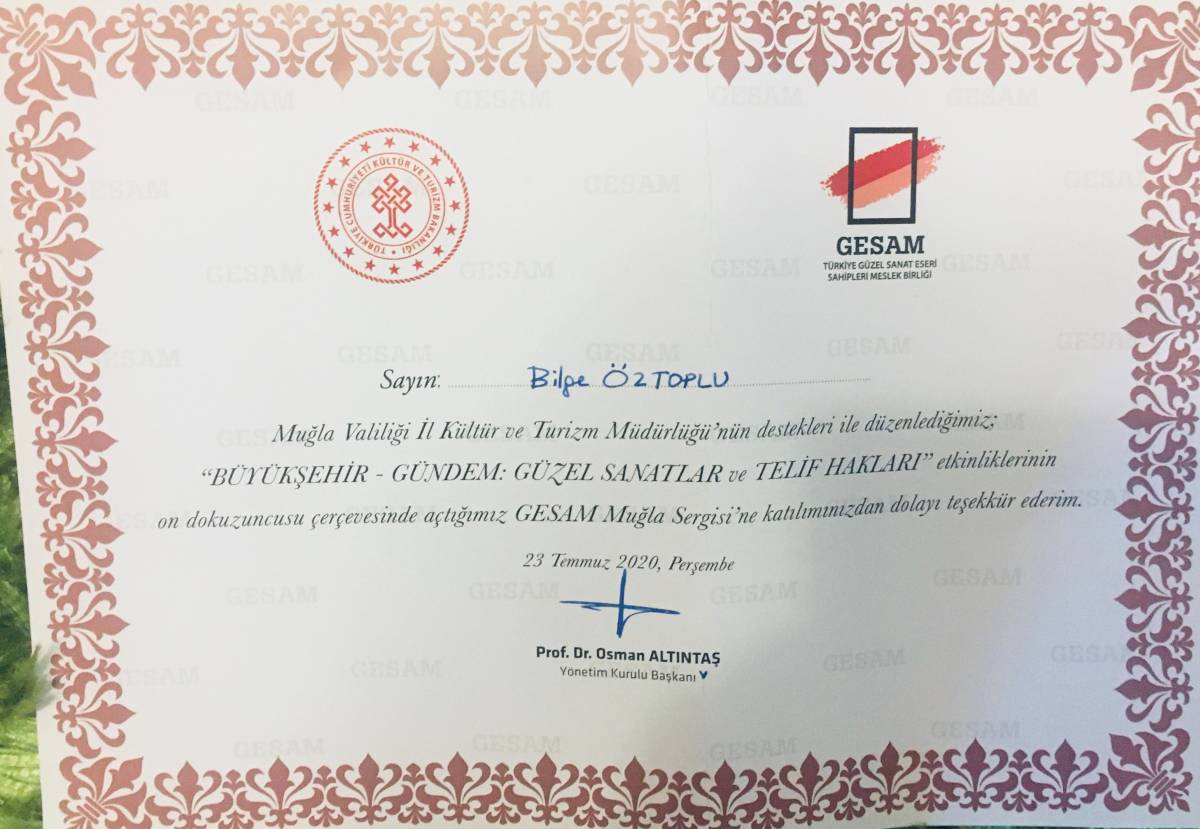 TÜRKİYE CUMHURİYETİ KÜLTÜR VE TURİZM BAKANLIĞI
GESAM
TÜRKİYE GÜZEL SANAT ESERİ
SAHİPLERİ MESLEK BİRLİĞİ
Sayın: Bilge ÖZTOPLU
Muğla Valiliği İl Kültür ve Turizm Müdürlüğü’nün destekleri ile düzenlediğimiz;
“BÜYÜKŞEHİR - GÜNDEM: GÜZEL SANATLAR ve TELİF HAKLARI” etkinliklerinin
on dokuzuncusu çerçevesinde açtığımız GESAM Muğla Sergisi’ne katılımınızdan dolayı teşekkür ederim.
23 Temmuz 2020, Perşembe
Prof. Dr. Osman ALTINTAŞ
Yönetim Kurulu Başkanı